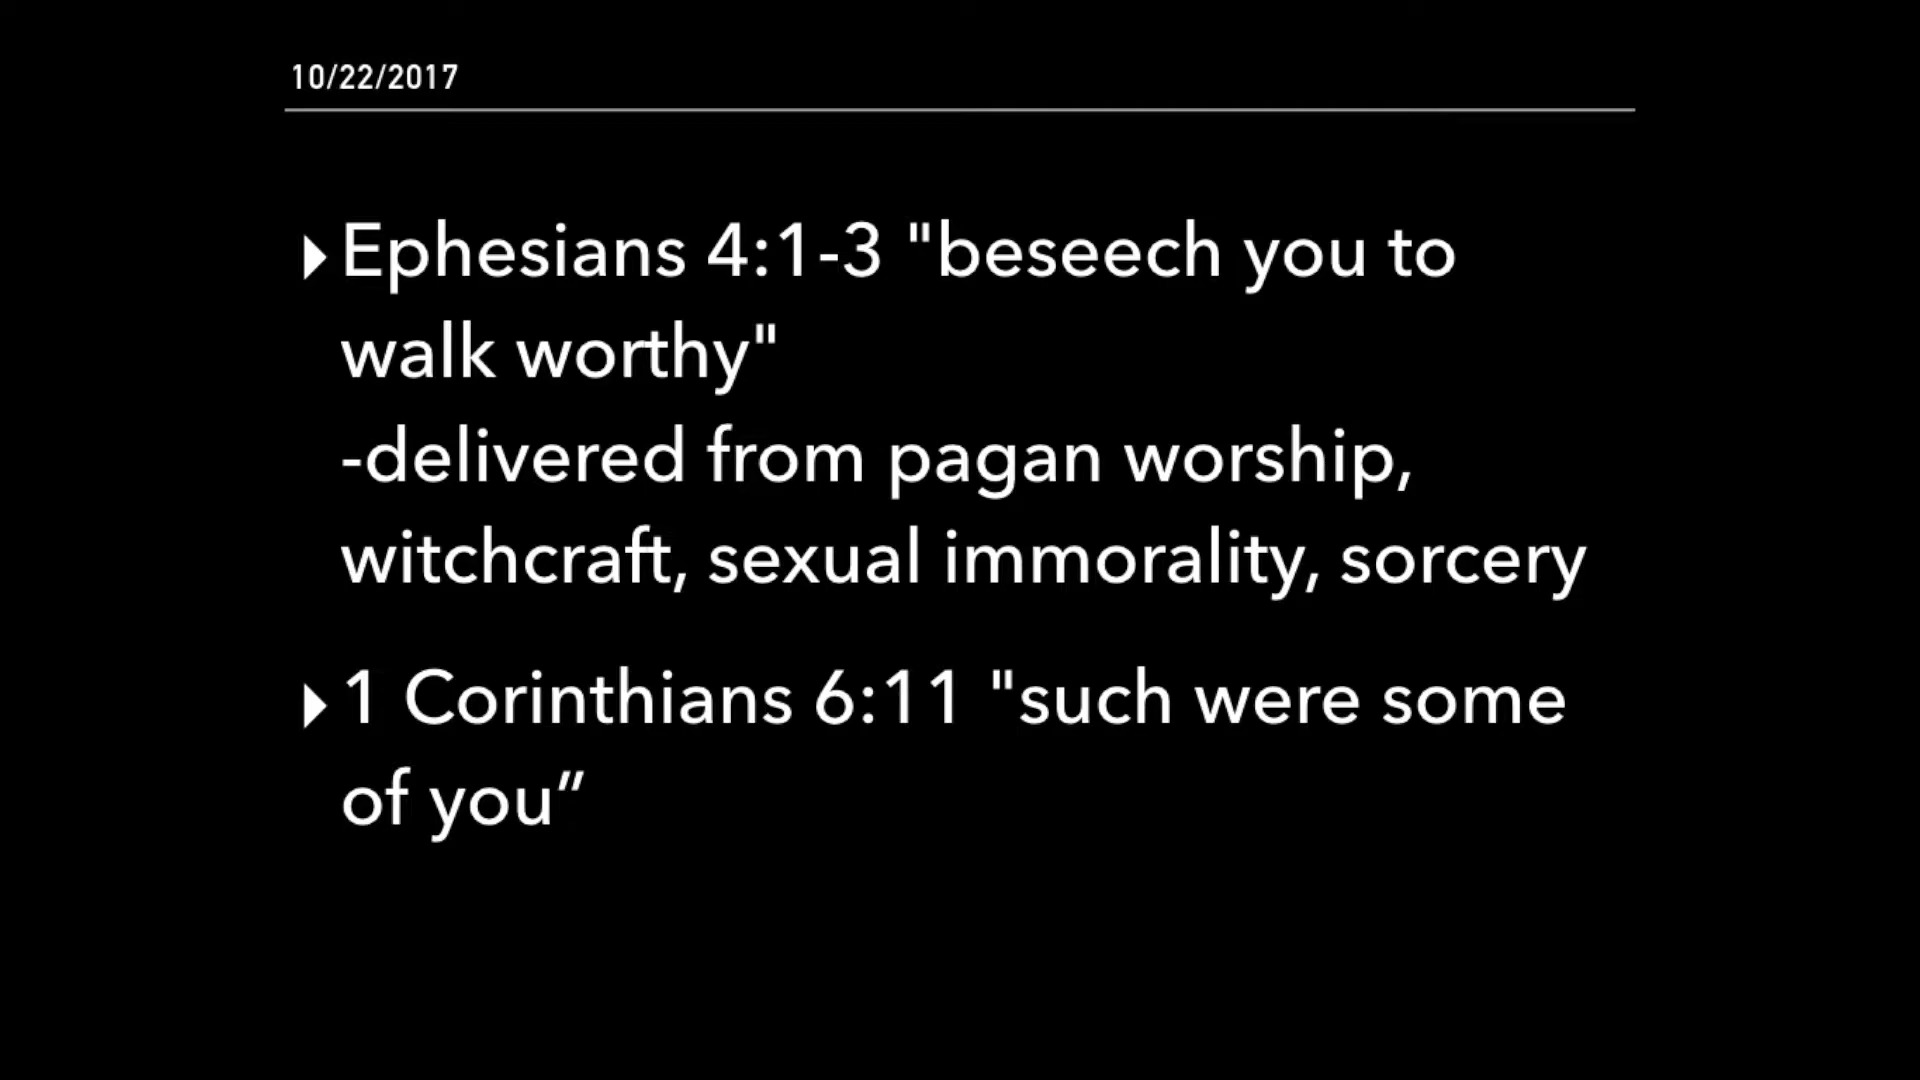 10/22/2017
▸Ephesians 4:1-3 "beseech you to
walk worthy"
-delivered from pagan worship,
witchcraft, sexual immorality, sorcery
▸1 Corinthians 6:11 "such were some
of you”